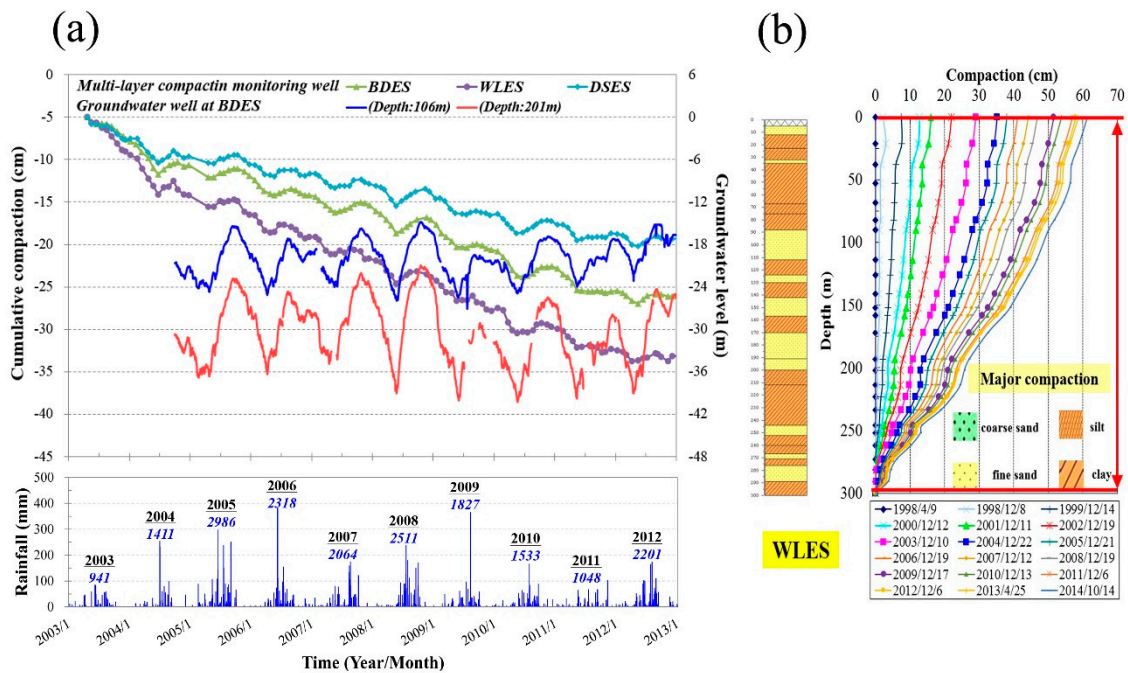 (a)
Cumulative compaction (cm)
0
-5
-10
-15
-20
-25
-30
-35
-40
-45
Multi-layer compactin monitoring well BDES WLES DSES
Groundwater well at BDES (Depth:106m) (Depth:201m)
6
0
-6
-12
-18
-24
-30
-36
-42
-48
Groundwater level (m)
Rainfall (mm)
500
400
300
200
100
0
2003
941
2004
1411
2005
2986
2006
2318
2007
2064
2008
2511
2009
1827
2010
1533
2011
1048
2012
2201
2003/1 2004/1 2005/1 2006/1 2007/1 2008/1 2009/1 2010/1 2011/1 2012/1 2013/1
Time (Year/Month)
(b)
Compaction (cm)
0 10 20 30 40 50 60 70
Depth (m)
0
50
100
150
200
250
300
Major compaction
coarse sand silt
fine sand clay
WLES
1998/4/9 1998/12/8 1999/12/14
2000/12/12 2001/12/11 2002/12/19
2003/12/10 2004/12/22 2005/12/21
2006/12/19 2007/12/12 2008/12/19
2009/12/17 2010/12/13 2011/12/6
2012/12/6 2013/4/25 2014/10/14